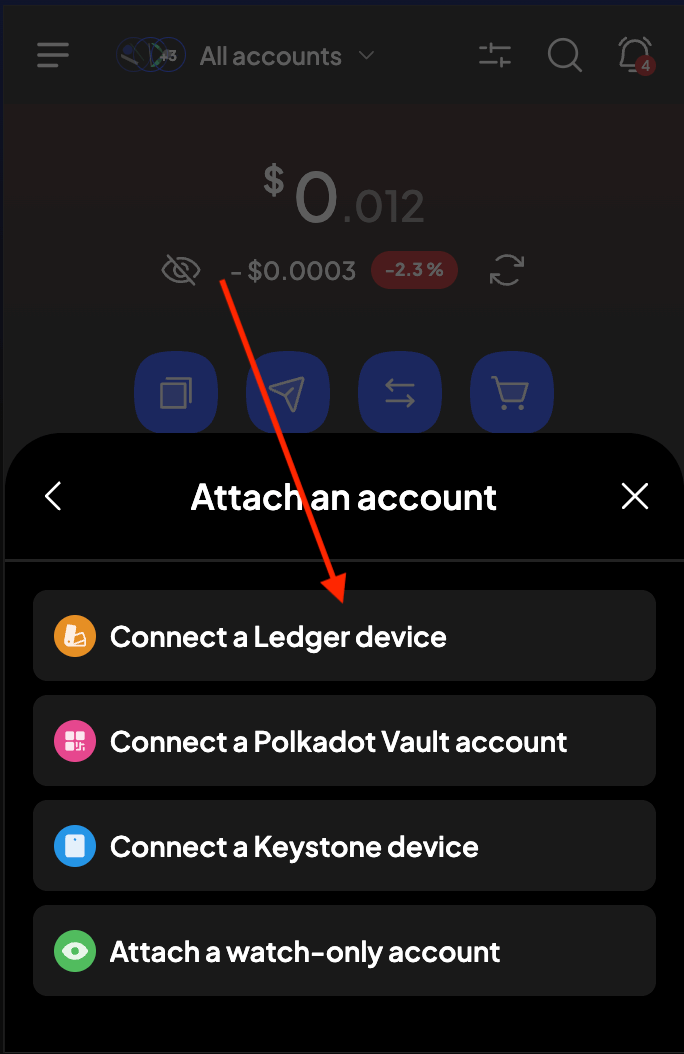 +3 All accounts
4
$0.012
- $0.0003 -2.3%
Attach an account
Connect a Ledger device
Connect a Polkadot Vault account
Connect a Keystone device
Attach a watch-only account